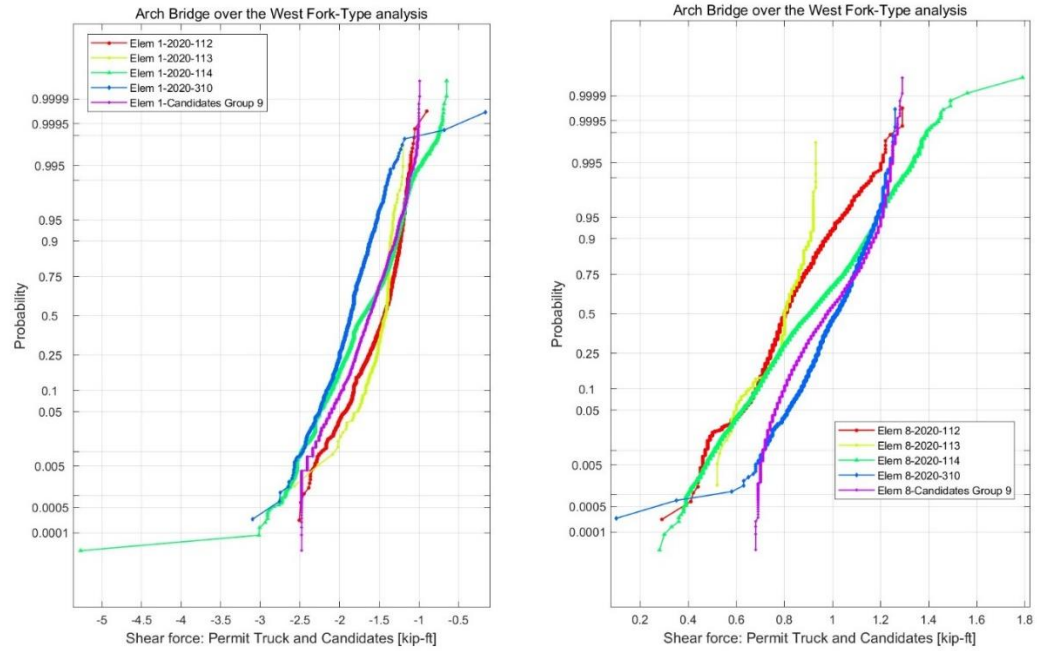 Arch Bridge over the West Fork-Type analysis
Elem 1-2020-112
Elem 1-2020-113
Elem 1-2020-114
Elem 1-2020-310
Elem 1-Candidates Group 9
0.9999
0.9995
0.995
0.95
0.9
0.75
0.5
0.25
0.1
0.05
0.005
0.0005
0.0001
Probability
-5 -4.5 -4 -3.5 -3 -2.5 -2 -1.5 -1 -0.5
Shear force: Permit Truck and Candidates [kip-ft]
Arch Bridge over the West Fork-Type analysis
0.9999
0.9995
0.995
0.95
0.9
0.75
0.5
0.25
0.1
0.05
0.005
0.0005
0.0001
Probability
Elem 8-2020-112
Elem 8-2020-113
Elem 8-2020-114
Elem 8-2020-310
Elem 8-Candidates Group 9
0.2 0.4 0.6 0.8 1 1.2 1.4 1.6 1.8
Shear force: Permit Truck and Candidates [kip-ft]